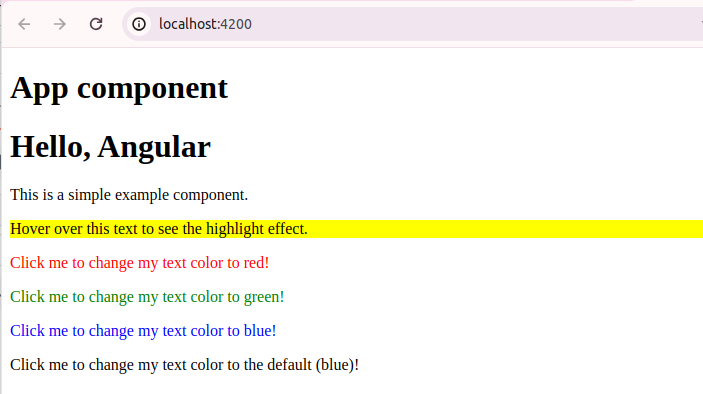 localhost:4200
App component
Hello, Angular
This is a simple example component.
Hover over this text to see the highlight effect.
Click me to change my text color to red!
Click me to change my text color to green!
Click me to change my text color to blue!
Click me to change my text color to the default (blue)!